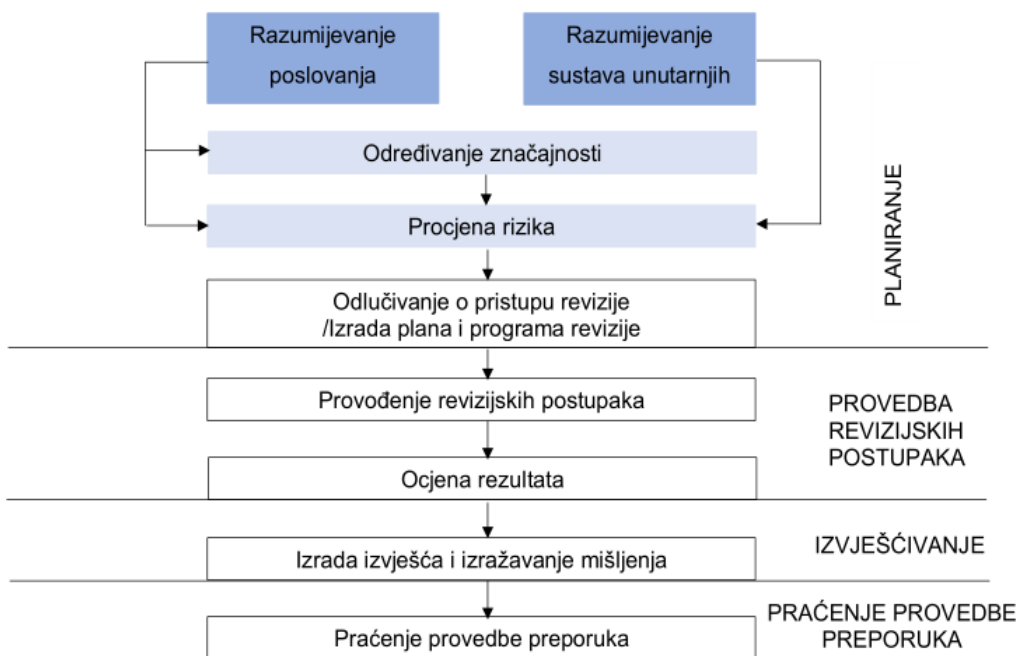 Razumijevanje
poslovanja
Razumijevanje
sustava unutarnjih
Određivanje značajnosti
Procjena rizika
Odlučivanje o pristupu revizije
/Izrada plana i programa revizije
PLANIRANJE
Provođenje revizijskih postupaka
Ocjena rezultata
PROVEDBA
REVIZIJSKIH
POSTUPAKA
Izrada izvješća i izražavanje mišljenja
IZVJEŠĆIVANJE
Praćenje provedbe preporuka
PRAĆENJE PROVEDBE
PREPORUKA